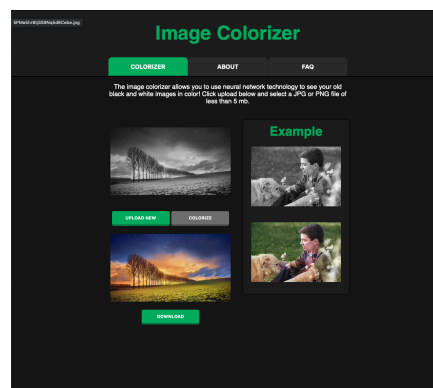 Image Colorizer
COLORIZER
ABOUT
FAQ
The image colorizer allows you to use neural network technology to see your old
black and white images in color! Click upload below and select a JPG or PNG file of
less than 5 mb.
Example
UPLOAD NEW
COLORIZE
DOWNLOAD